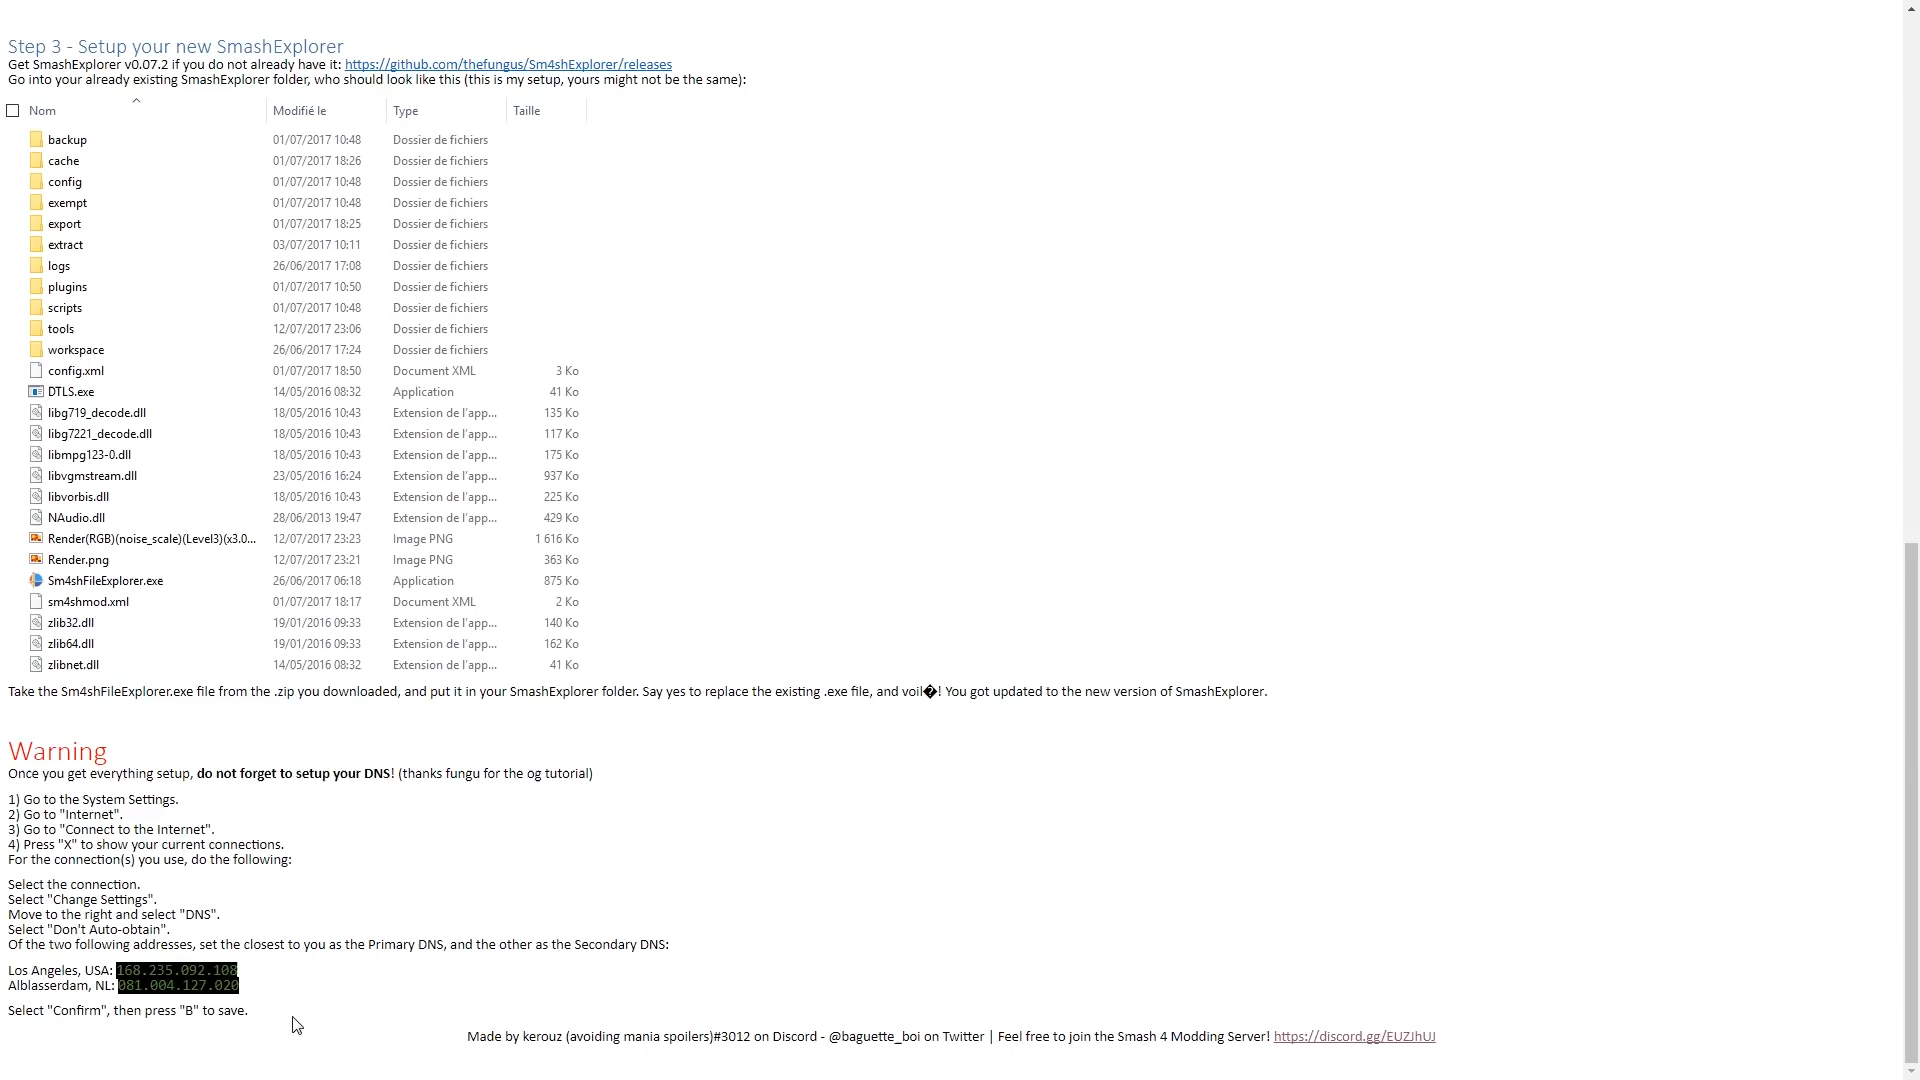 Step 3 - Setup your new SmashExplorer
Get SmashExplorer v0.07.2 if you do not already have it: https://github.com/thefungus/Sm4shExplorer/releases
Go into your already existing SmashExplorer folder, who should look like this (this is my setup, yours might not be the same):
Nom Modifié le Type Taille
backup 01/07/2017 10:48 Dossier de fichiers
cache 01/07/2017 18:26 Dossier de fichiers
config 01/07/2017 10:48 Dossier de fichiers
exempt 01/07/2017 10:48 Dossier de fichiers
export 01/07/2017 18:25 Dossier de fichiers
extract 03/07/2017 10:11 Dossier de fichiers
logs 26/06/2017 17:08 Dossier de fichiers
plugins 01/07/2017 10:50 Dossier de fichiers
scripts 01/07/2017 10:48 Dossier de fichiers
tools 12/07/2017 23:06 Dossier de fichiers
workspace 26/06/2017 17:24 Dossier de fichiers
config.xml 01/07/2017 18:50 Document XML 3 Ko
DTLS.exe 14/05/2016 08:32 Application 41 Ko
libg719_decode.dll 18/05/2016 10:43 Extension de l'app... 135 Ko
libg7221_decode.dll 18/05/2016 10:43 Extension de l'app... 117 Ko
libmpg123-0.dll 18/05/2016 10:43 Extension de l'app... 175 Ko
libvgmstream.dll 23/05/2016 16:24 Extension de l'app... 937 Ko
libvorbis.dll 18/05/2016 10:43 Extension de l'app... 225 Ko
NAudio.dll 28/06/2013 19:47 Extension de l'app... 429 Ko
Render(RGB)(noise_scale)(Level3)(x3.0... 12/07/2017 23:23 Image PNG 1 616 Ko
Render.png 12/07/2017 23:21 Image PNG 363 Ko
Sm4shFileExplorer.exe 26/06/2017 06:18 Application 875 Ko
sm4shmod.xml 01/07/2017 18:17 Document XML 2 Ko
zlib32.dll 19/01/2016 09:33 Extension de l'app... 140 Ko
zlib64.dll 19/01/2016 09:33 Extension de l'app... 162 Ko
zlibnet.dll 14/05/2016 08:32 Extension de l'app... 41 Ko
Take the Sm4shFileExplorer.exe file from the .zip you downloaded, and put it in your SmashExplorer folder. Say yes to replace the existing .exe file, and voil�! You got updated to the new version of SmashExplorer.
Warning
Once you get everything setup, do not forget to setup your DNS! (thanks fungu for the og tutorial)
1) Go to the System Settings.
2) Go to "Internet".
3) Go to "Connect to the Internet".
4) Press "X" to show your current connections.
For the connection(s) you use, do the following:
Select the connection.
Select "Change Settings".
Move to the right and select "DNS".
Select "Don't Auto-obtain".
Of the two following addresses, set the closest to you as the Primary DNS, and the other as the Secondary DNS:
Los Angeles, USA: 168.235.092.108
Alblasserdam, NL: 081.004.127.020
Select "Confirm", then press "B" to save.
Made by kerouz (avoiding mania spoilers)#3012 on Discord - @baguette_boi on Twitter | Feel free to join the Smash 4 Modding Server! https://discord.gg/EUZJhUJ